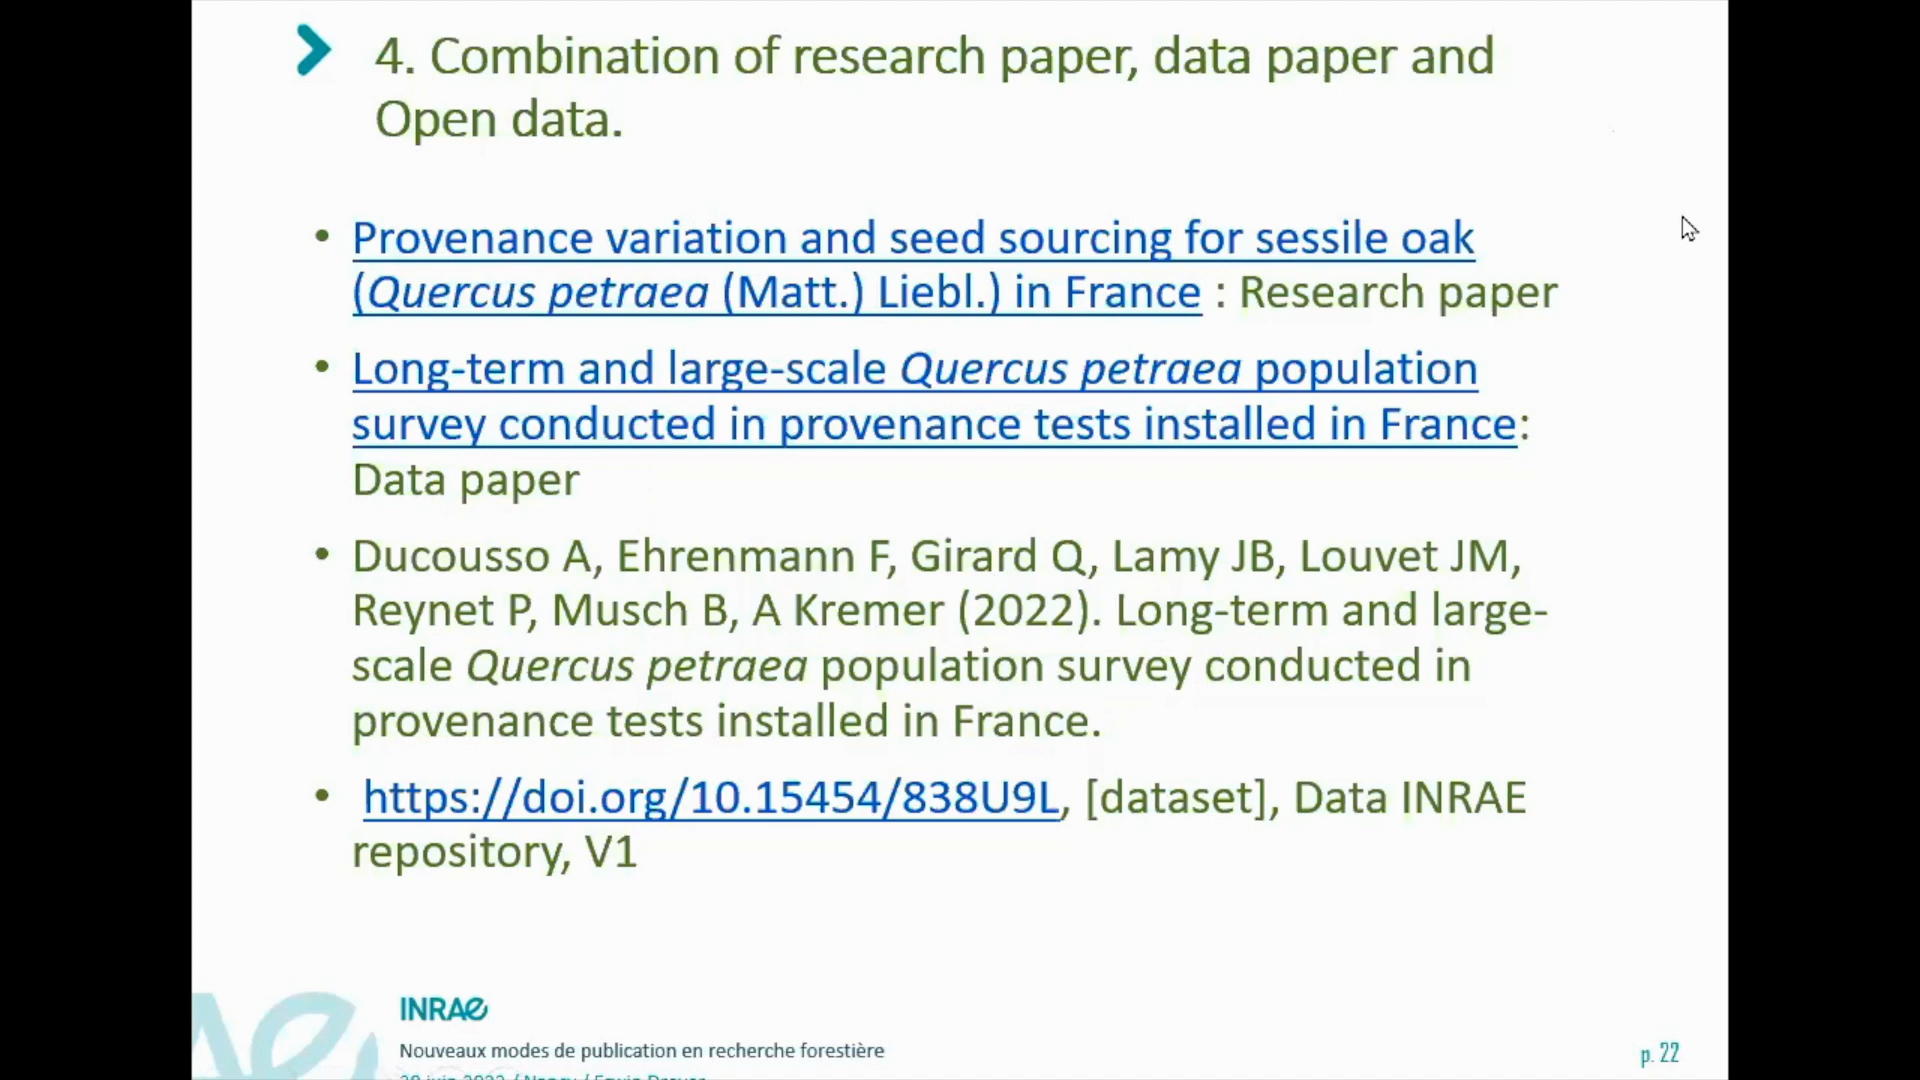 4. Combination of research paper, data paper and
Open data.
• Provenance variation and seed sourcing for sessile oak
(Quercus petraea (Matt.) Liebl.) in France : Research paper
• Long-term and large-scale Quercus petraea population
survey conducted in provenance tests installed in France:
Data paper
• Ducousso A, Ehrenmann F, Girard Q, Lamy JB, Louvet JM,
Reynet P, Musch B, A Kremer (2022). Long-term and large-
scale Quercus petraea population survey conducted in
provenance tests installed in France.
• https://doi.org/10.15454/838U9L, [dataset], Data INRAE
repository, V1
INRAE
Nouveaux modes de publication en recherche forestière
p. 22